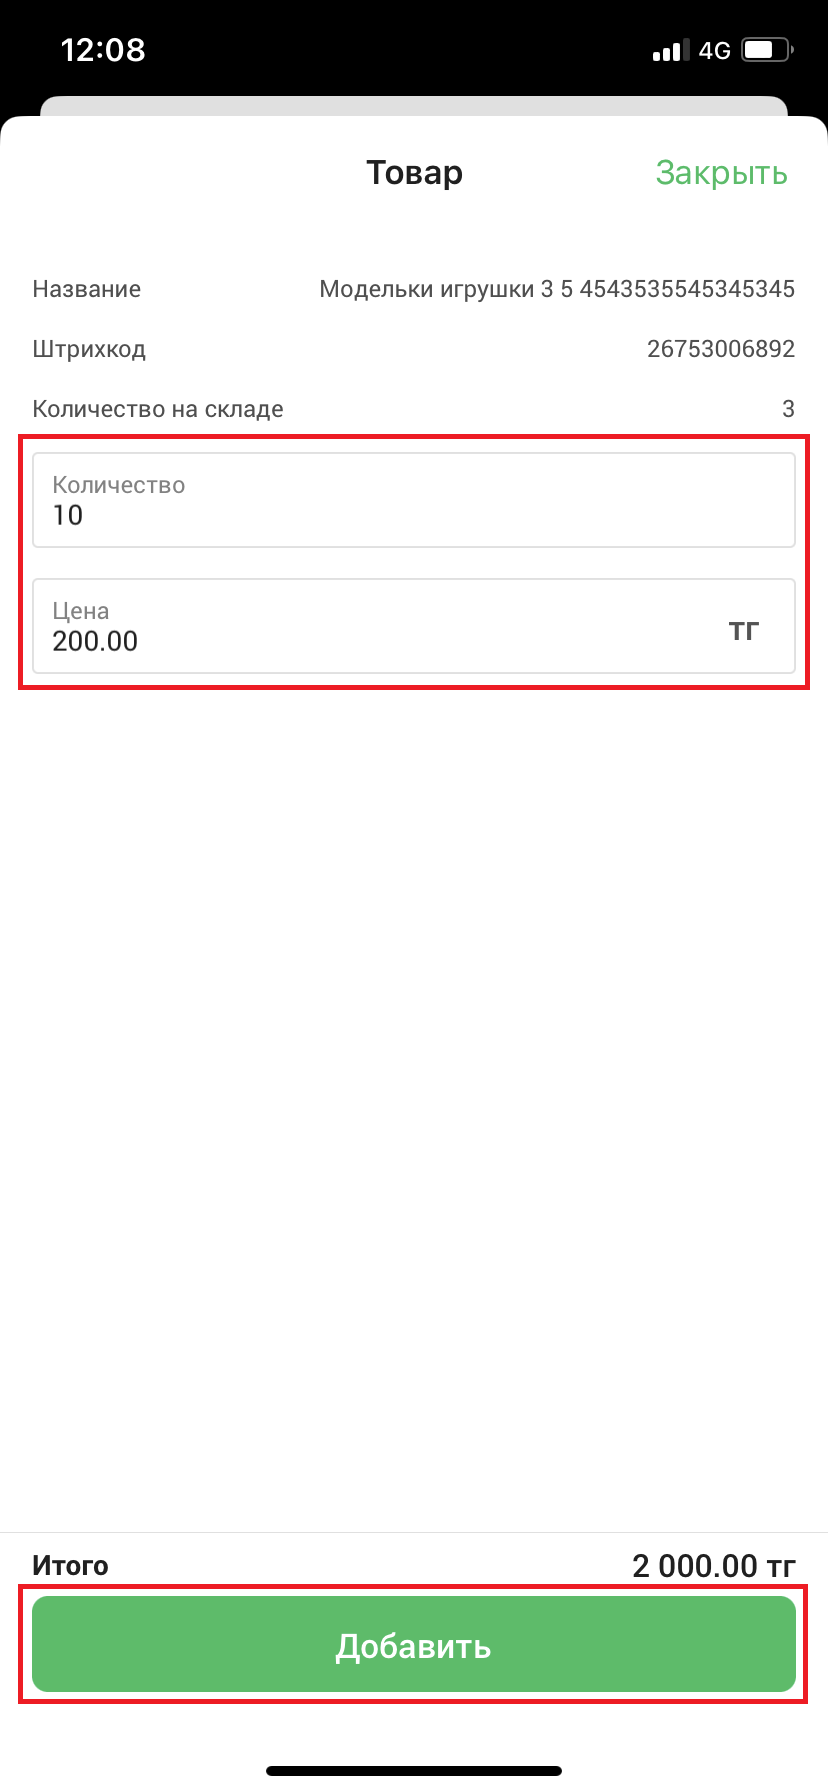 12:08
4G
Товар
Закрыть
Название
Модельки игрушки 3 5 4543535545345345
Штрихкод
26753006892
Количество на складе
3
Количество
10
Цена
200.00
тг
Итого
2 000.00 тг
Добавить